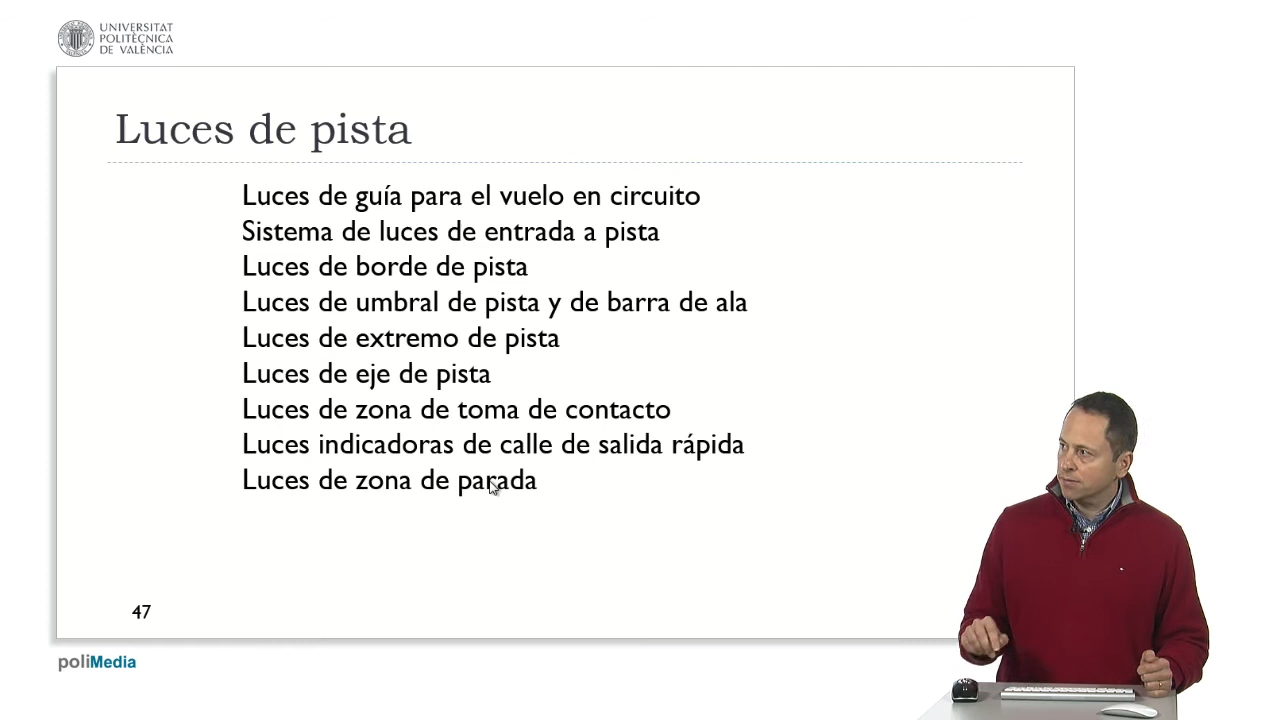 UNIVERSITAT
POLITÈCNICA
DE VALÈNCIA
Luces de pista
Luces de guía para el vuelo en circuito
Sistema de luces de entrada a pista
Luces de borde de pista
Luces de umbral de pista y de barra de ala
Luces de extremo de pista
Luces de eje de pista
Luces de zona de toma de contacto
Luces indicadoras de calle de salida rápida
Luces de zona de parada
47
poliMedia